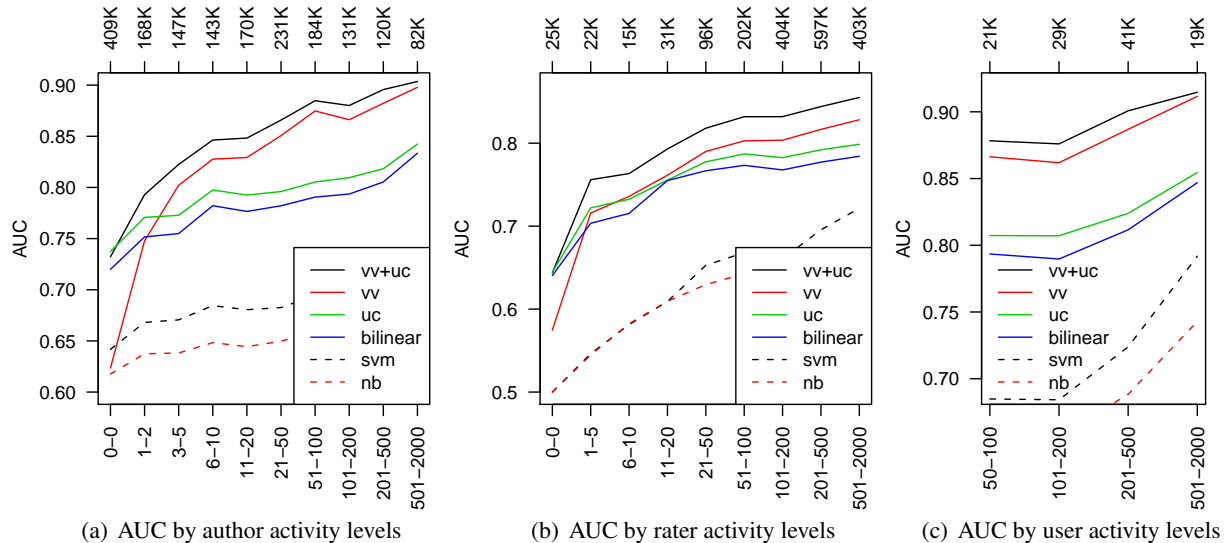 409K 168K 147K 143K 170K 231K 184K 131K 120K 82K
AUC
0.90
0.85
0.80
0.75
0.70
0.65
0.60
vv+uc
vv
uc
bilinear
svm
nb
0−0 1−2 3−5 6−10 11−20 21−50 51−100 101−200 201−500 501−2000
(a) AUC by author activity levels
25K 22K 15K 31K 96K 202K 404K 597K 403K
AUC
0.8
0.7
0.6
0.5
vv+uc
vv
uc
bilinear
svm
nb
0−0 1−5 6−10 11−20 21−50 51−100 101−200 201−500 501−2000
(b) AUC by rater activity levels
21K 29K 41K 19K
AUC
0.90
0.85
0.80
0.75
0.70
vv+uc
vv
uc
bilinear
svm
nb
50−100 101−200 201−500 501−2000
(c) AUC by user activity levels